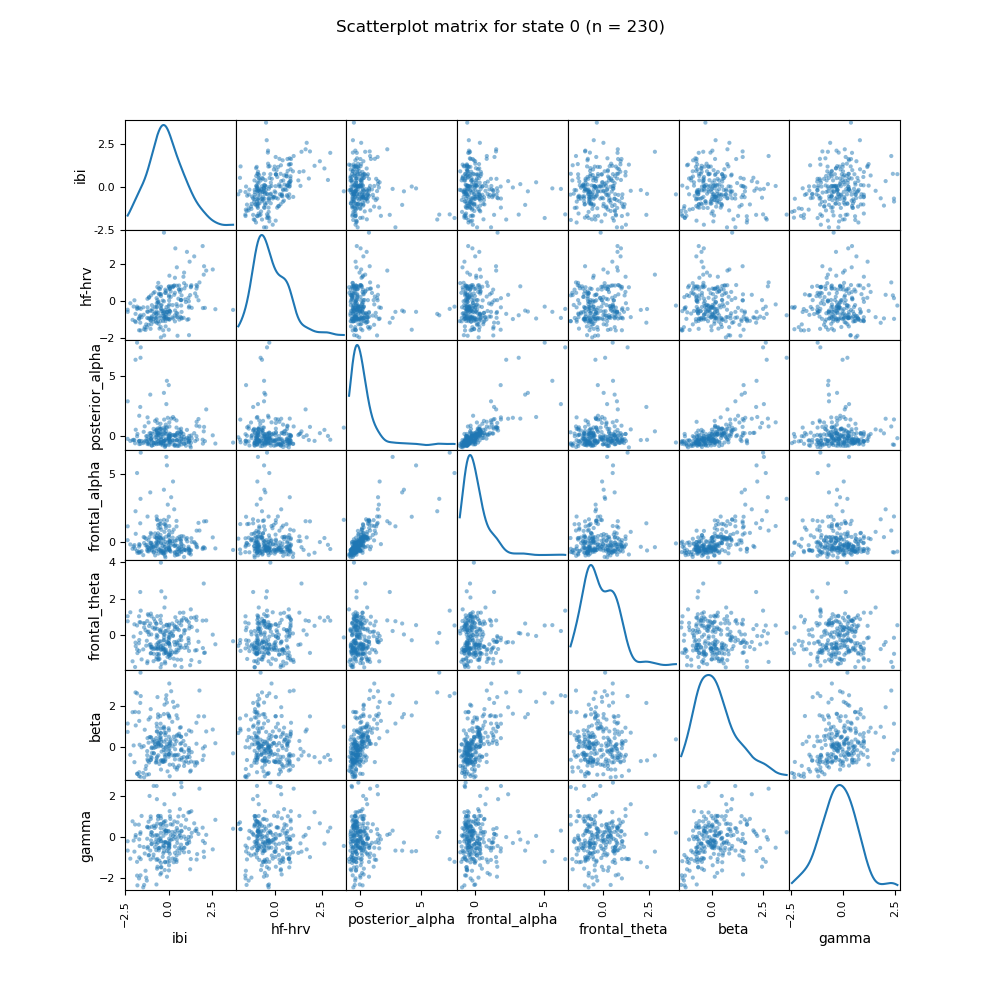 Scatterplot matrix for state 0 (n = 230)
ibi
2.5
0.0
−2.5
hf-hrv
2
0
−2
posterior_alpha
5
0
frontal_alpha
5
0
frontal_theta
4
2
0
beta
2
0
gamma
2
0
−2
−2.5 0.0 2.5 0.0 2.5 0 5 0 5 0.0 2.5 0.0 2.5 −2.5 0.0 2.5
ibi hf-hrv posterior_alpha frontal_alpha frontal_theta beta gamma